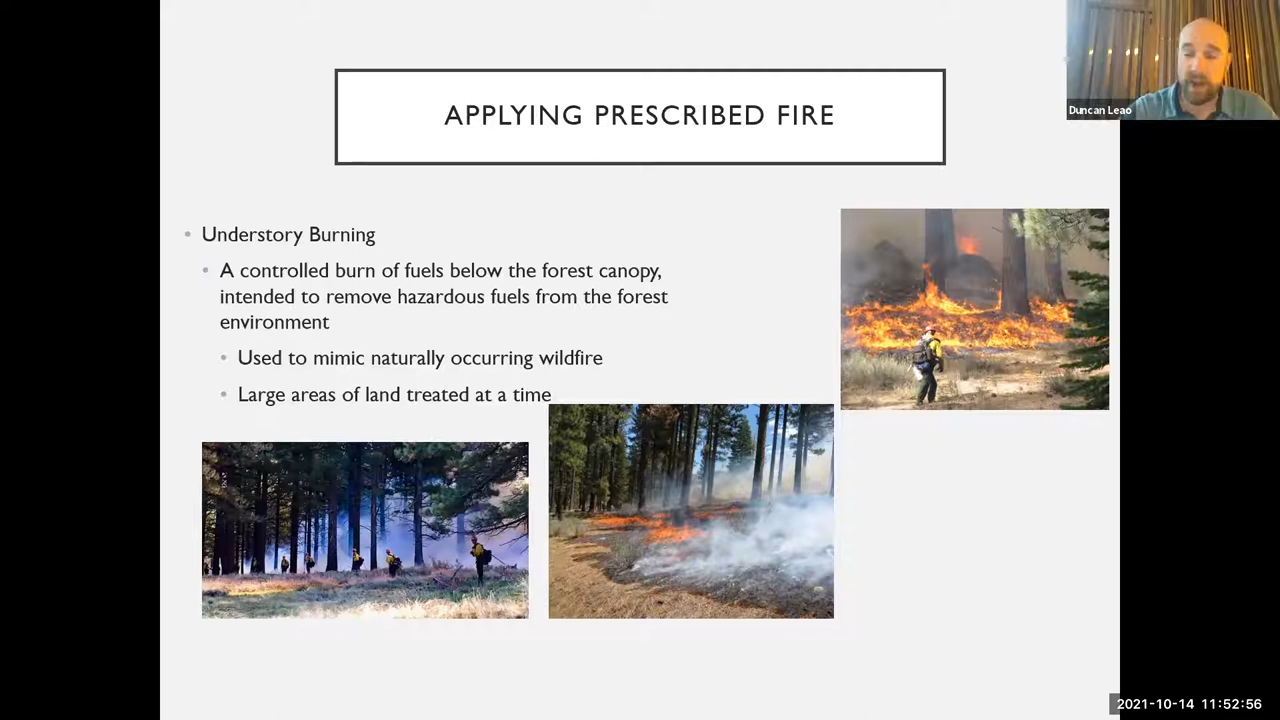 Duncan Leao
APPLYING PRESCRIBED FIRE
Understory Burning
A controlled burn of fuels below the forest canopy,
intended to remove hazardous fuels from the forest
environment
Used to mimic naturally occurring wildfire
Large areas of land treated at a time
2021-10-14 11:52:56